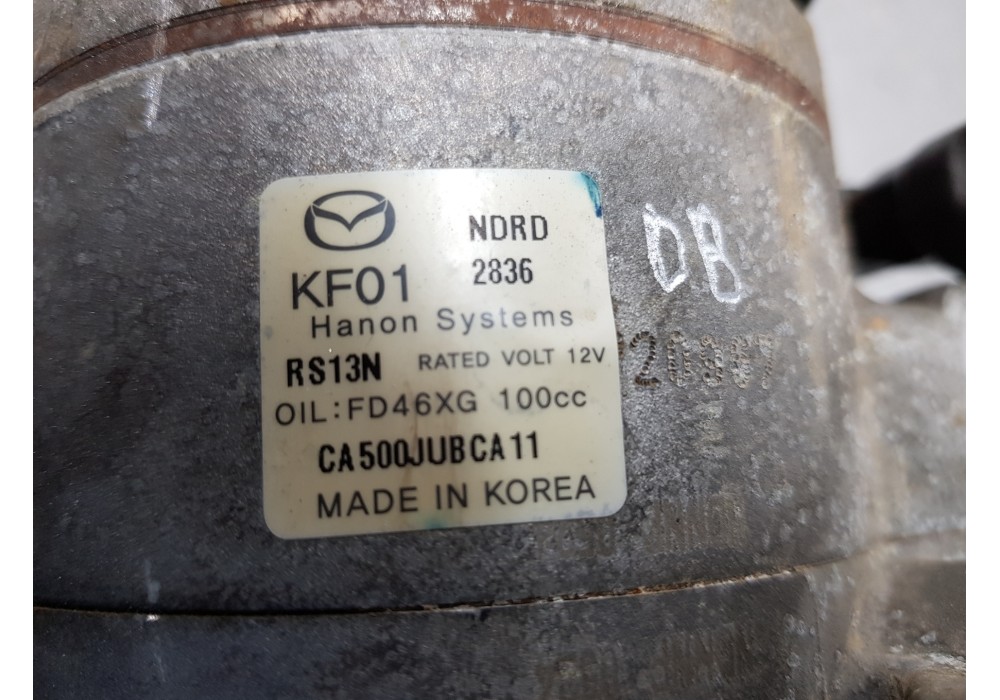 NDRD
KF01 2836
Hanon Systems
RS13N RATED VOLT 12V
OIL:FD46XG 100cc
CA500JUBCA11
MADE IN KOREA
DB